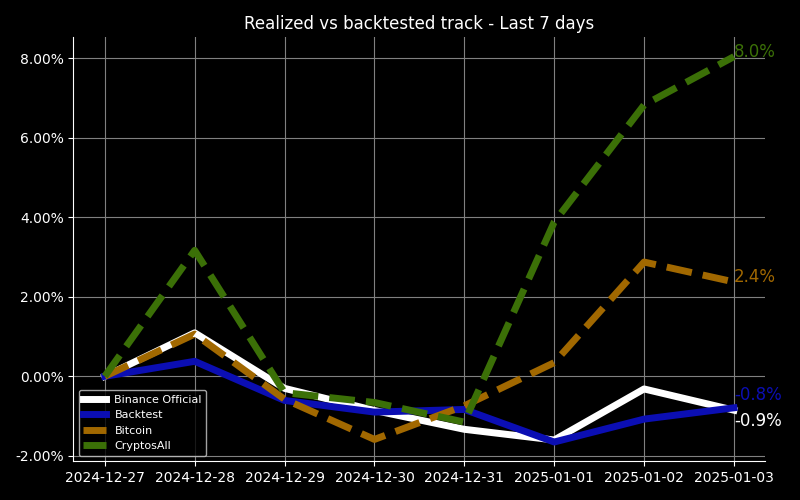 Realized vs backtested track - Last 7 days
8.00%
6.00%
4.00%
2.00%
0.00%
-2.00%
8.0%
2.4%
-0.8%
-0.9%
Binance Official
Backtest
Bitcoin
CryptosAll
2024-12-27 2024-12-28 2024-12-29 2024-12-30 2024-12-31 2025-01-01 2025-01-02 2025-01-03